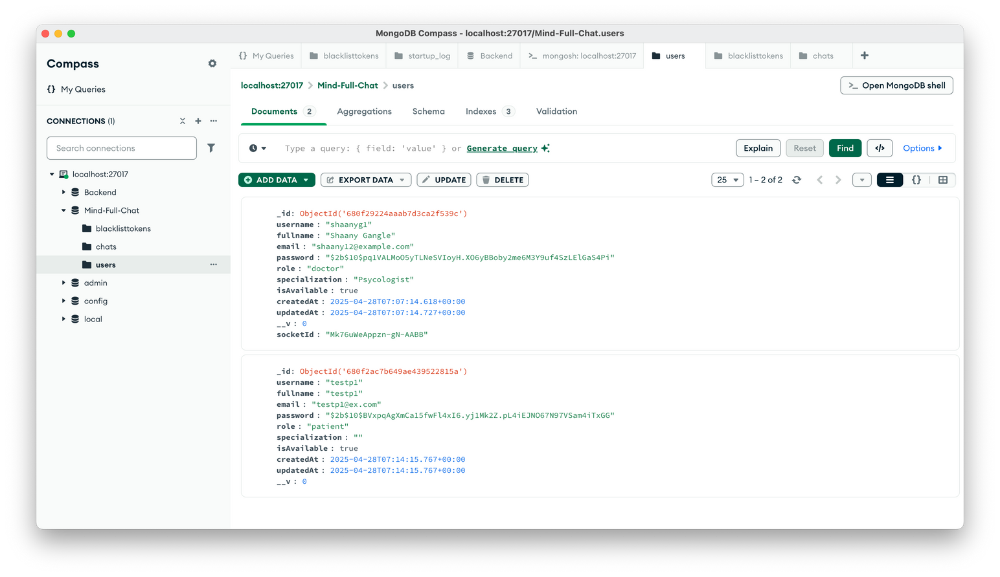 MongoDB Compass - localhost:27017/Mind-Full-Chat.users
Compass
{} My Queries
CONNECTIONS (1)
Search connections
localhost:27017
Backend
Mind-Full-Chat
blacklisttokens
chats
users
admin
config
local
{} My Queries
blacklisttokens
startup_log
Backend
>_ mongosh: localhost:27017
users
blacklisttokens
chats
localhost:27017 > Mind-Full-Chat > users
>_ Open MongoDB shell
Documents 2
Aggregations
Schema
Indexes 3
Validation
Type a query: { field: 'value' } or Generate query
Explain
Reset
Find
</>
Options
ADD DATA
EXPORT DATA
UPDATE
DELETE
25
1 – 2 of 2
{}
_id: ObjectId('680f29224aaab7d3ca2f539c')
username : "shaanyg1"
fullname : "Shaany Gangle"
email : "shaany12@example.com"
password : "$2b$10$pq1VALMoO5yTLNeSVIoyH.XO6yBBoby2me6M3Y9uf4SzLElGaS4Pi"
role : "doctor"
specialization : "Psycologist"
isAvailable : true
createdAt : 2025-04-28T07:07:14.618+00:00
updatedAt : 2025-04-28T07:07:14.727+00:00
__v : 0
socketId : "Mk76uWeAppzn-gN-AABB"
_id: ObjectId('680f2ac7b649ae439522815a')
username : "testp1"
fullname : "testp1"
email : "testp1@ex.com"
password : "$2b$10$BVxpqAgXmCa15fwFl4xI6.yj1Mk2Z.pL4iEJNO67N97VSam4iTxGG"
role : "patient"
specialization : ""
isAvailable : true
createdAt : 2025-04-28T07:14:15.767+00:00
updatedAt : 2025-04-28T07:14:15.767+00:00
__v : 0